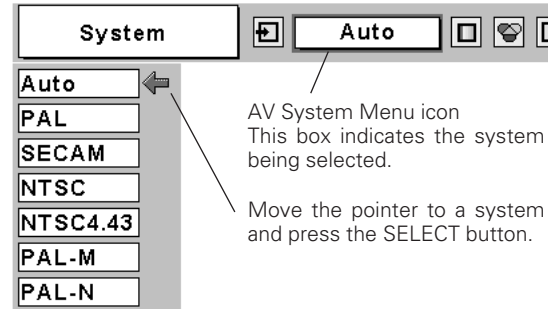 System
Auto
Auto
PAL
SECAM
NTSC
NTSC4.43
PAL-M
PAL-N
AV System Menu icon
This box indicates the system
being selected.
Move the pointer to a system
and press the SELECT button.